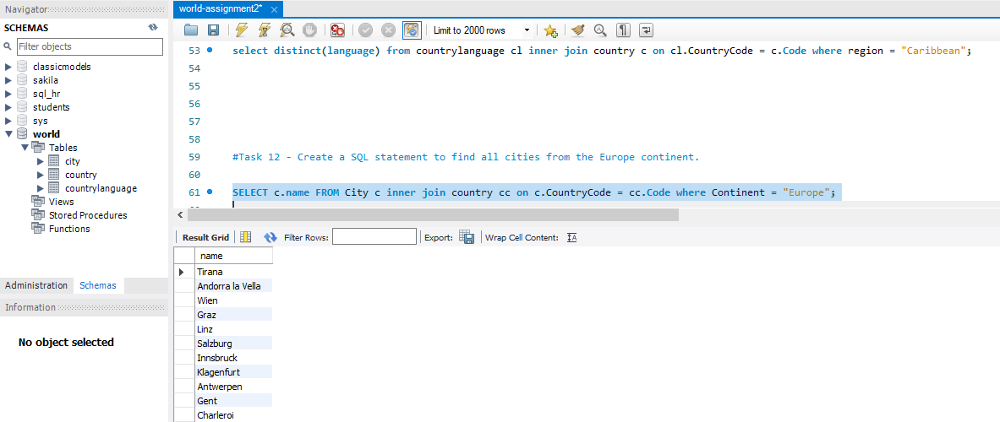 Navigator
SCHEMAS
Filter objects
classicmodels
sakila
sql_hr
students
sys
world
Tables
city
country
countrylanguage
Views
Stored Procedures
Functions
Administration Schemas
Information
No object selected
world-assignment2*
Limit to 2000 rows
53 select distinct(language) from countrylanguage cl inner join country c on cl.CountryCode = c.Code where region = "Caribbean";
54
55
56
57
58
59 #Task 12 - Create a SQL statement to find all cities from the Europe continent.
60
61 SELECT c.name FROM City c inner join country cc on c.CountryCode = cc.Code where Continent = "Europe";
Result Grid Filter Rows: Export: Wrap Cell Content:
name
Tirana
Andorra la Vella
Wien
Graz
Linz
Salzburg
Innsbruck
Klagenfurt
Antwerpen
Gent
Charleroi